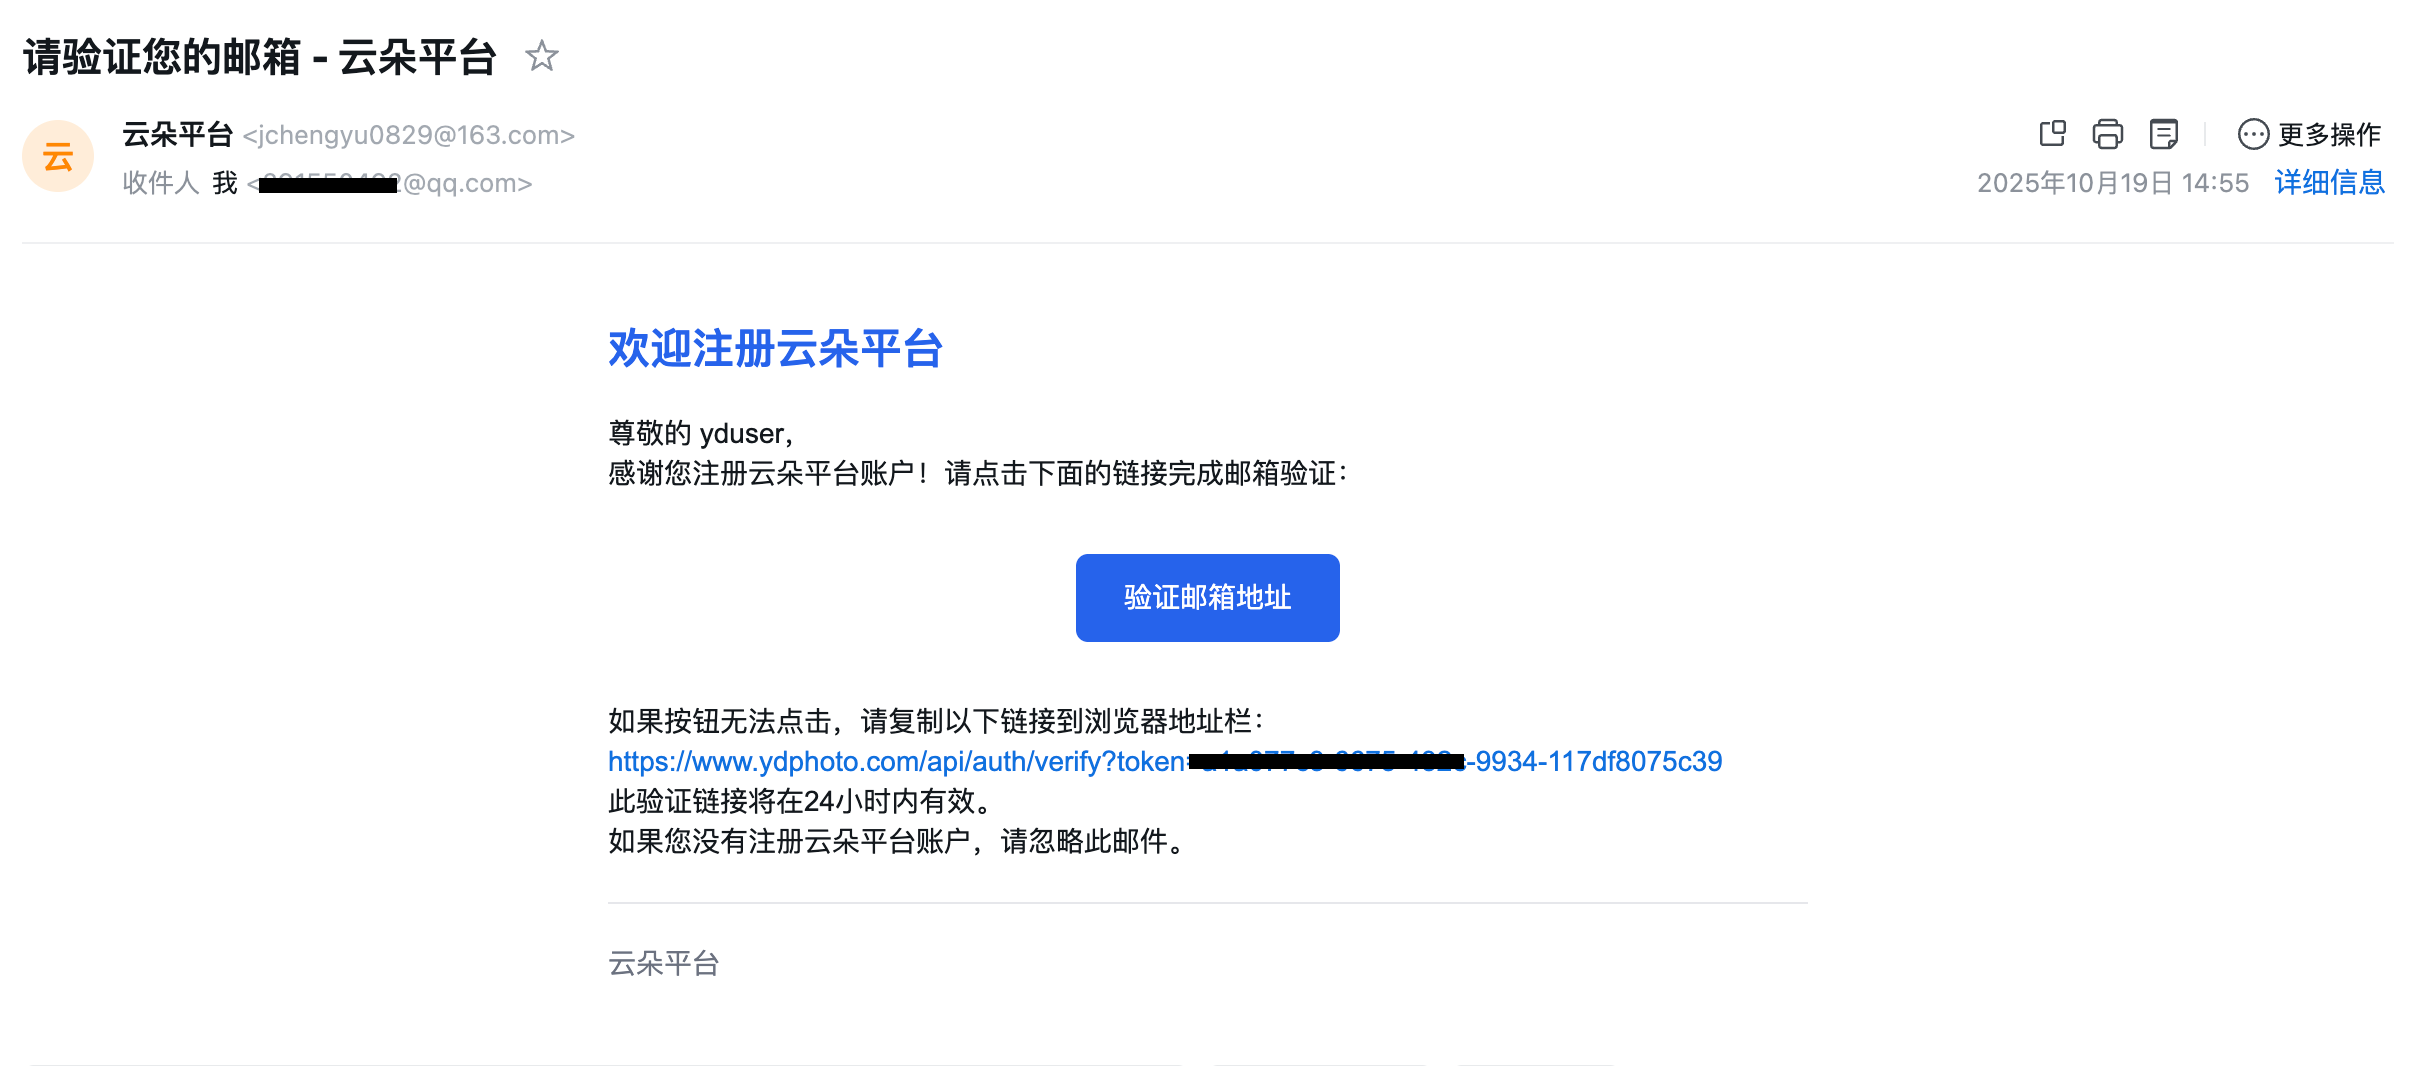 请验证您的邮箱 - 云朵平台
云
云朵平台 <jchengyu0829@163.com>
更多操作
收件人 我 < @qq.com>
2025年10月19日 14:55 详细信息
欢迎注册云朵平台
尊敬的 yduser，
感谢您注册云朵平台账户！请点击下面的链接完成邮箱验证：
验证邮箱地址
如果按钮无法点击，请复制以下链接到浏览器地址栏：
https://www.ydphoto.com/api/auth/verify?token= -9934-117df8075c39
此验证链接将在24小时内有效。
如果您没有注册云朵平台账户，请忽略此邮件。
云朵平台